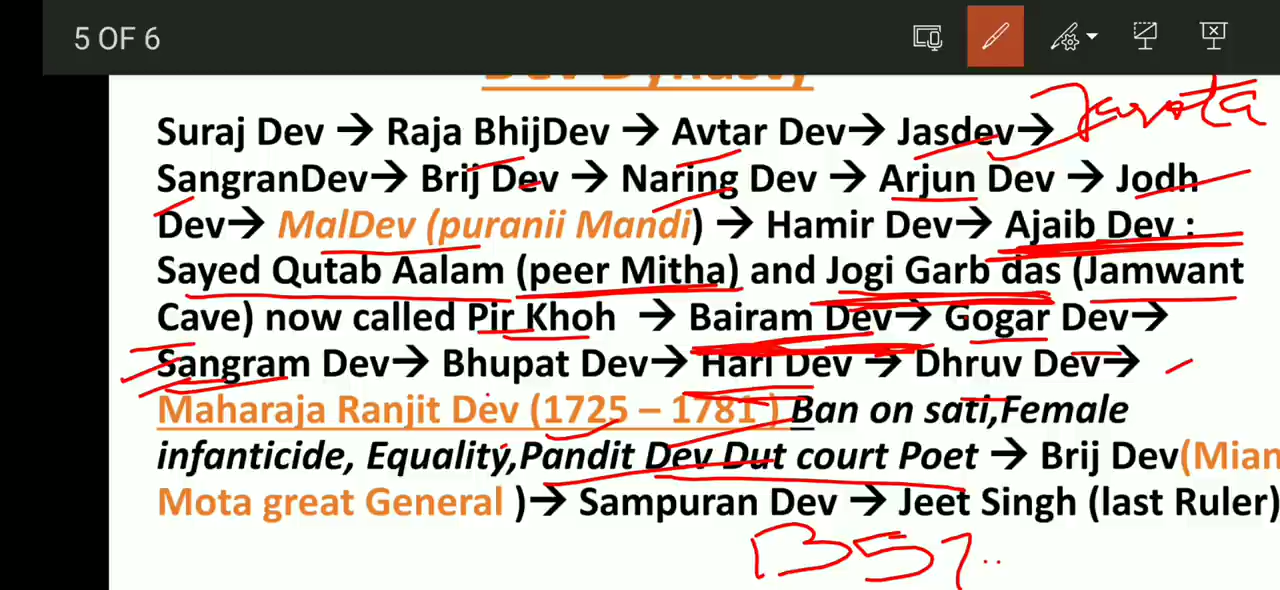 5 OF 6
Dev Dynasty
Suraj Dev → Raja BhijDev → Avtar Dev→ Jasdev→
SangranDev→ Brij Dev → Naring Dev → Arjun Dev → Jodh
Dev→ MalDev (puranii Mandi) → Hamir Dev→ Ajaib Dev :
Sayed Qutab Aalam (peer Mitha) and Jogi Garb das (Jamwant
Cave) now called Pir Khoh → Bairam Dev→ Gogar Dev→
Sangram Dev→ Bhupat Dev→ Hari Dev → Dhruv Dev→
Maharaja Ranjit Dev (1725 – 1781 ) Ban on sati,Female
infanticide, Equality,Pandit Dev Dut court Poet → Brij Dev(Mian
Mota great General )→ Sampuran Dev → Jeet Singh (last Ruler)